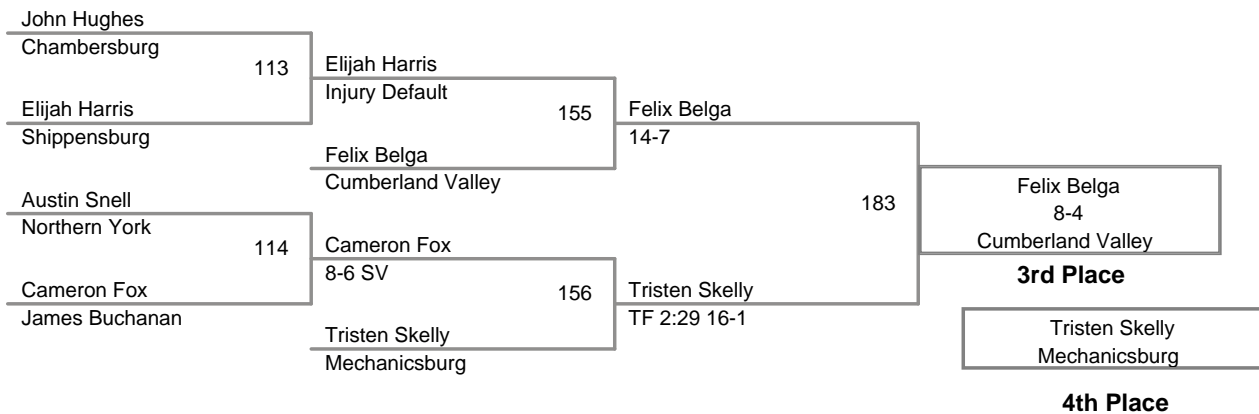 John Hughes
Chambersburg
113
Elijah Harris
Shippensburg
Austin Snell
Northern York
114
Cameron Fox
James Buchanan
Elijah Harris
Injury Default
155
Felix Belga
Cumberland Valley
Cameron Fox
8-6 SV
156
Tristen Skelly
Mechanicsburg
Felix Belga
14-7
183
Tristen Skelly
TF 2:29 16-1
Felix Belga
8-4
Cumberland Valley
3rd Place
Tristen Skelly
Mechanicsburg
4th Place